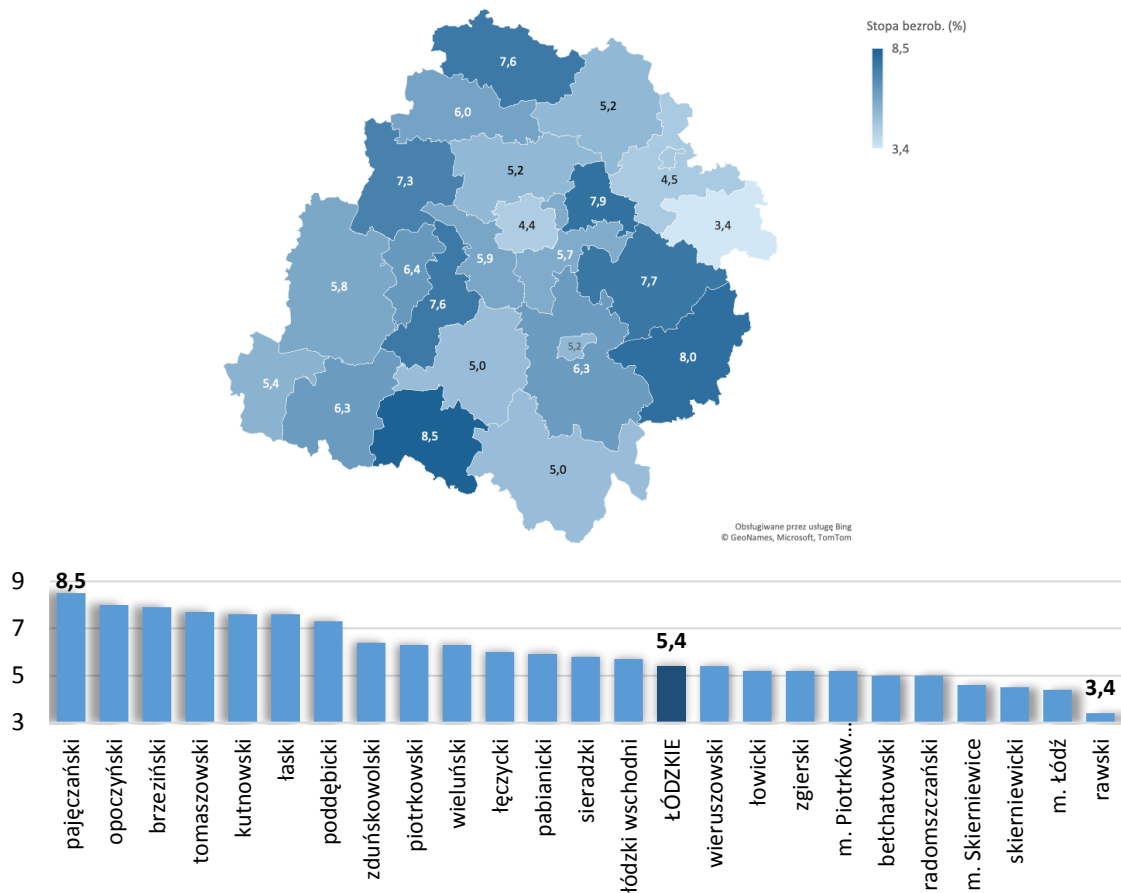 Stopa bezrob. (%)
8,5
3,4
7,6
5,2
6,0
5,2
4,5
7,3
7,9
4,4
3,4
5,9
5,7
6,4
5,8
7,6
7,7
5,2
8,0
5,0
6,3
5,4
6,3
8,5
5,0
Obsługiwane przez usługę Bing
© GeoNames, Microsoft, TomTom
9
7
5
3
8,5
5,4
3,4
pajęczański
opoczyński
brzeziński
tomaszowski
kutnowski
łaski
poddębicki
zduńskowolski
piotrkowski
wieluński
łęczycki
pabianicki
sieradzki
łódzki wschodni
ŁÓDZKIE
wieruszowski
łowicki
zgierski
m. Piotrków…
bełchatowski
radomszczański
m. Skierniewice
skierniewicki
m. Łódź
rawski